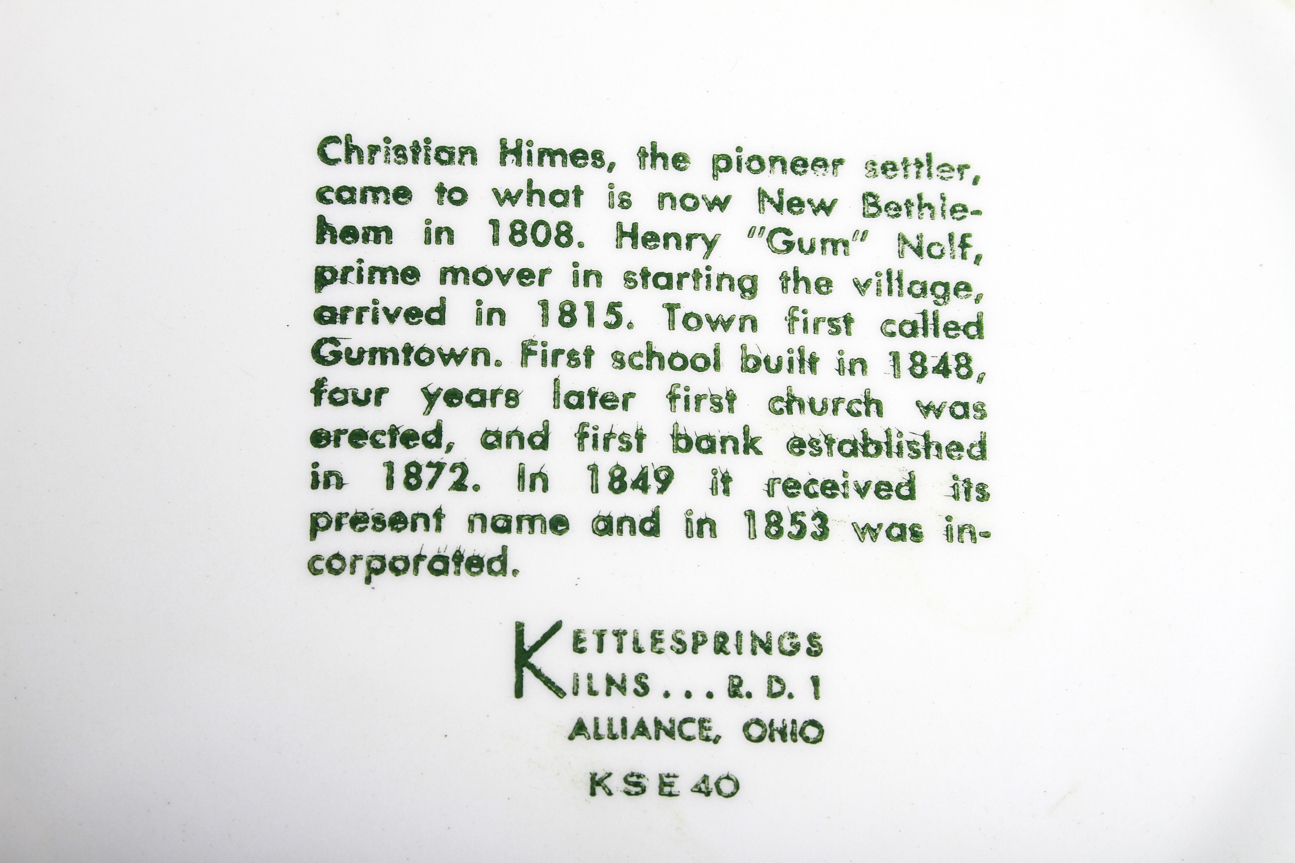 Christian Himes, the pioneer settler,
came to what is now New Bethle-
hem in 1808. Henry "Gum" Nolf,
prime mover in starting the village,
arrived in 1815. Town first called
Gumtown. First school built in 1848,
four years later first church was
erected, and first bank established
in 1872. In 1849 it received its
present name and in 1853 was in-
corporated.
KETTLESPRINGS
KILNS...R. D. 1
ALLIANCE, OHIO
KSE40